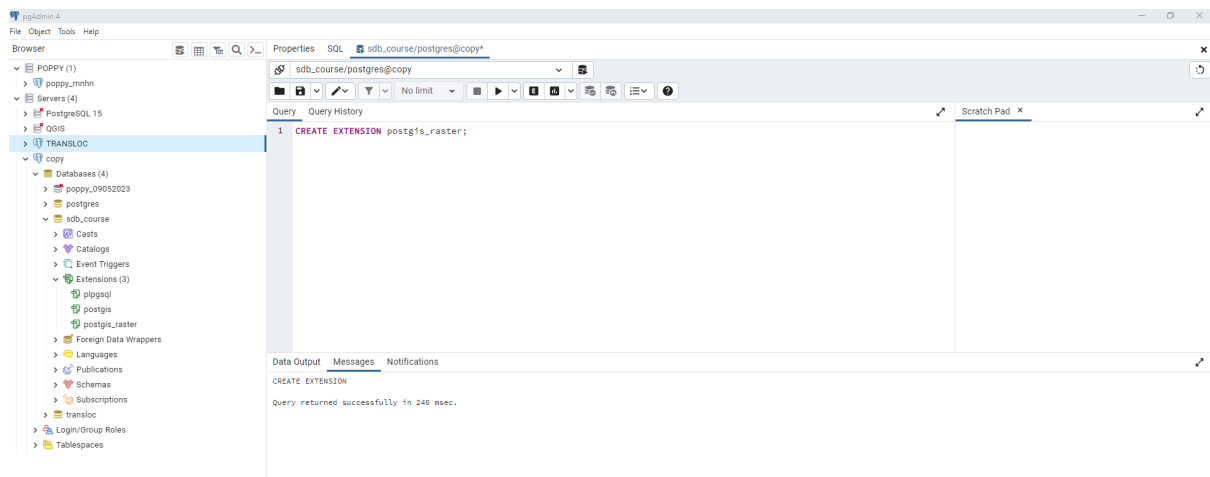 pgAdmin 4
File Object Tools Help
Browser
Properties SQL sdb_course/postgres@copy*
POPPY (1)
poppy_mnhn
Servers (4)
PostgreSQL 15
QGIS
TRANSLOC
copy
Databases (4)
poppy_09052023
postgres
sdb_course
Casts
Catalogs
Event Triggers
Extensions (3)
plpgsql
postgis
postgis_raster
Foreign Data Wrappers
Languages
Publications
Schemas
Subscriptions
transloc
Login/Group Roles
Tablespaces
sdb_course/postgres@copy
No limit
E
Query Query History
Scratch Pad
1 CREATE EXTENSION postgis_raster;
Data Output Messages Notifications
CREATE EXTENSION
Query returned successfully in 246 msec.